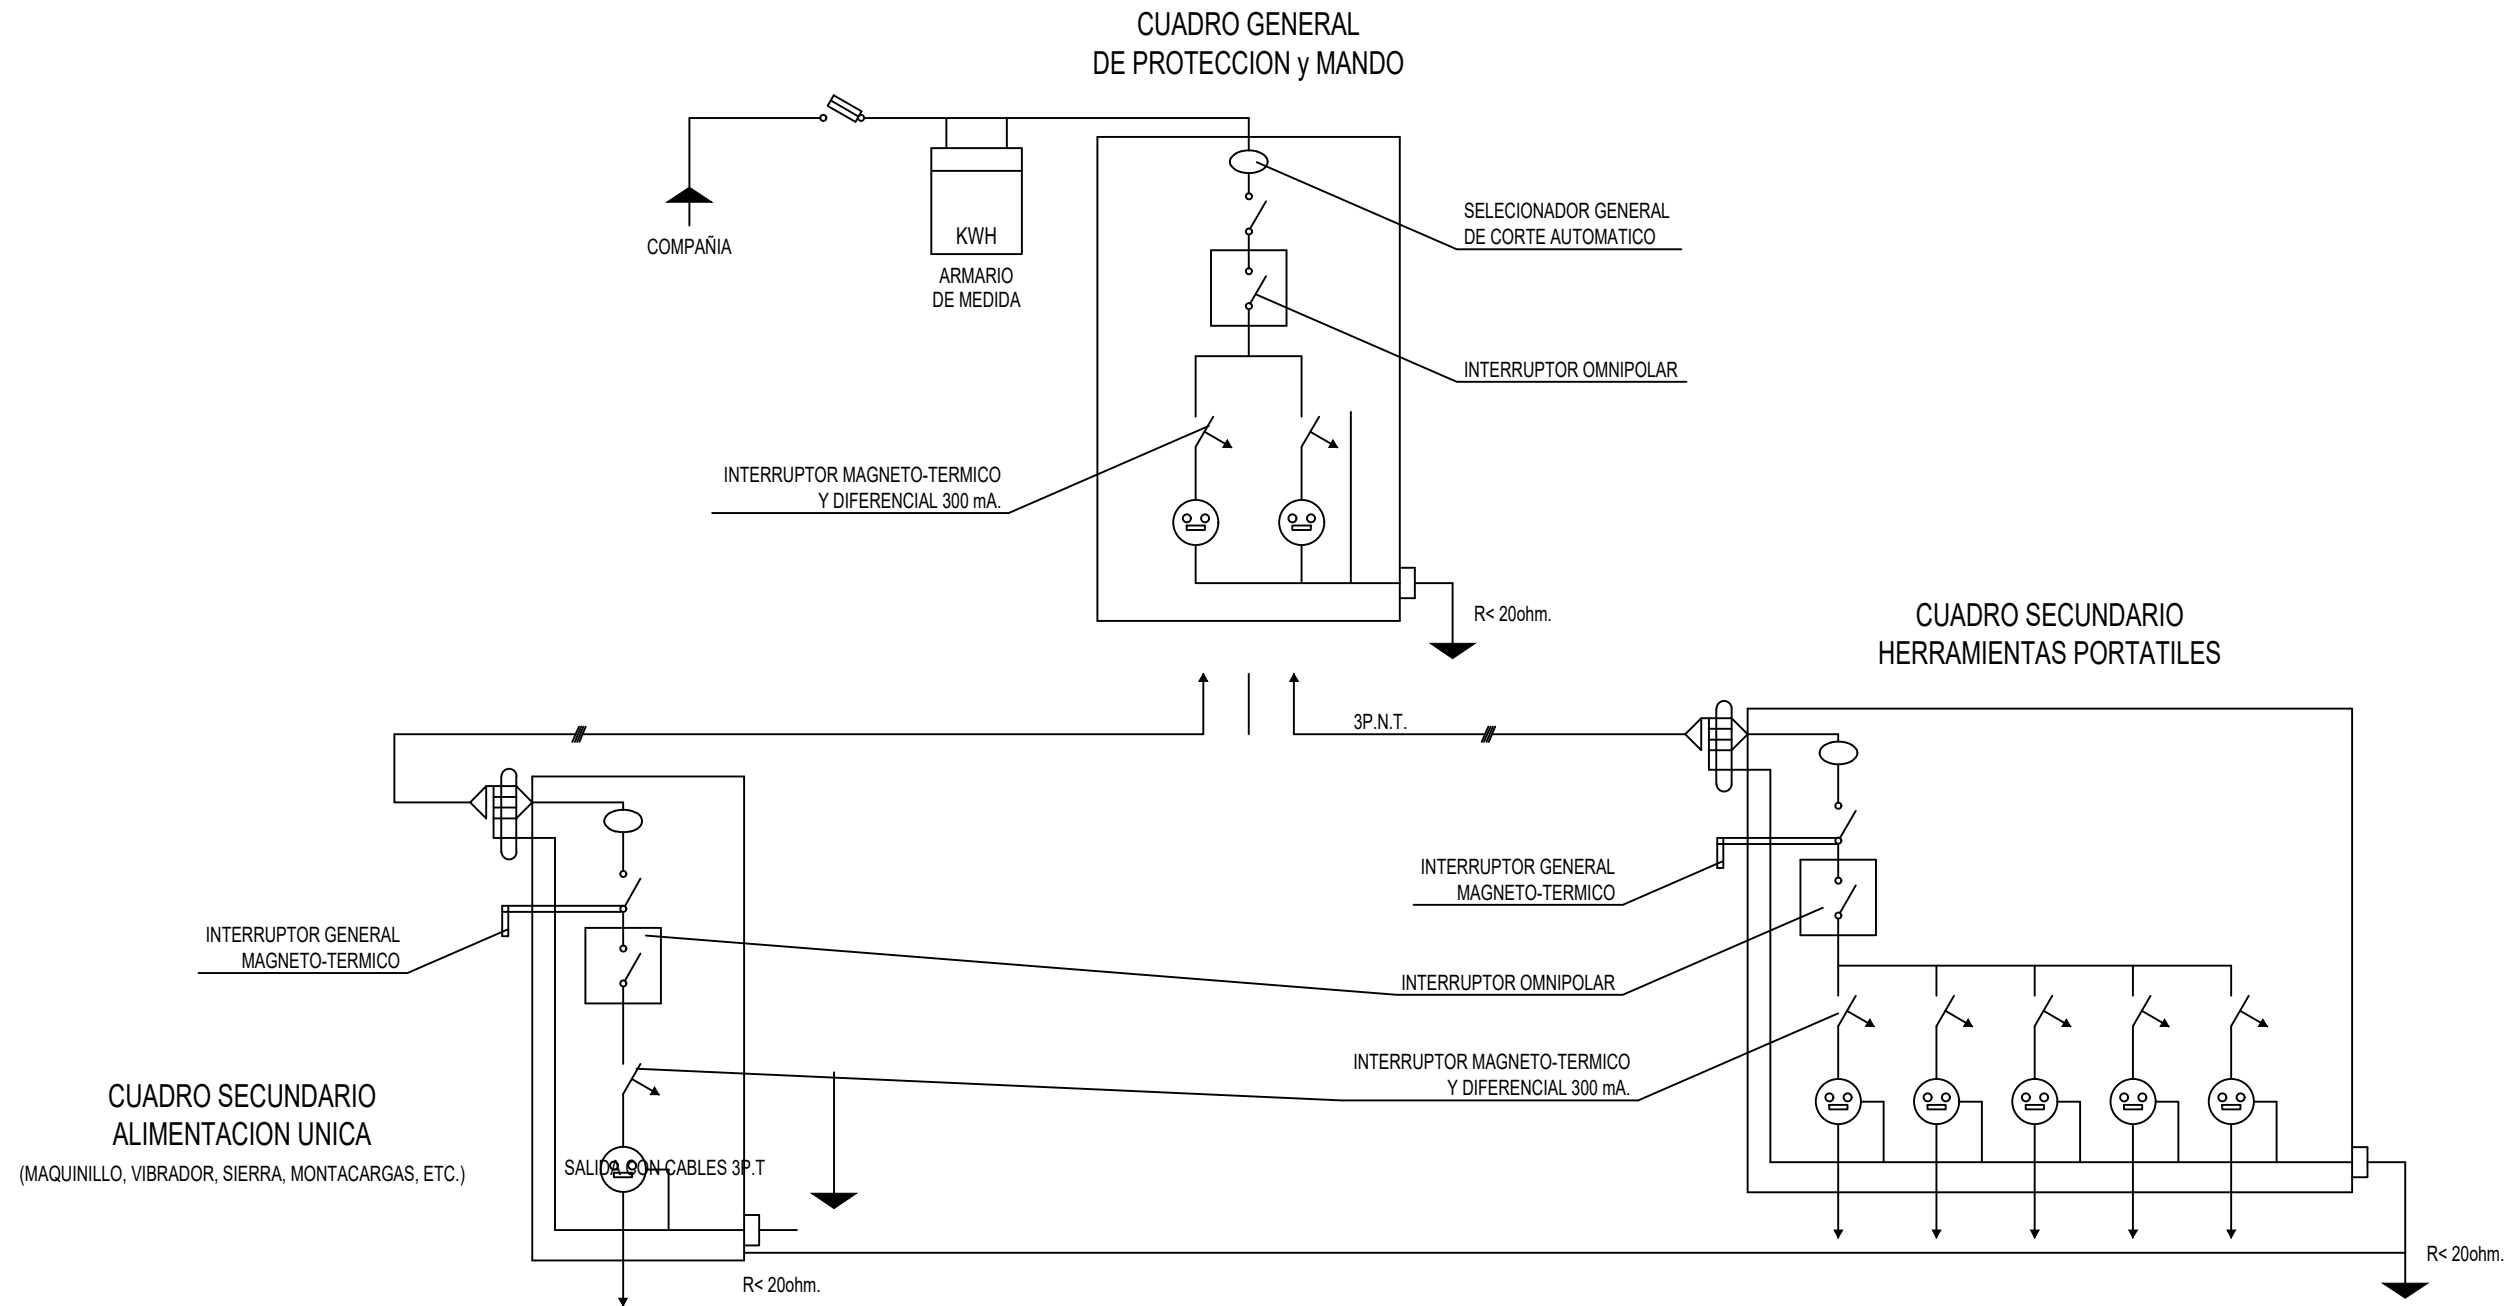 CUADRO GENERAL
DE PROTECCION y MANDO
COMPAÑIA
KWH
ARMARIO
DE MEDIDA
SELECIONADOR GENERAL
DE CORTE AUTOMATICO
INTERRUPTOR OMNIPOLAR
INTERRUPTOR MAGNETO-TERMICO
Y DIFERENCIAL 300 mA.
R< 20ohm.
CUADRO SECUNDARIO
HERRAMIENTAS PORTATILES
3P.N.T.
INTERRUPTOR GENERAL
MAGNETO-TERMICO
INTERRUPTOR GENERAL
MAGNETO-TERMICO
INTERRUPTOR OMNIPOLAR
INTERRUPTOR MAGNETO-TERMICO
Y DIFERENCIAL 300 mA.
CUADRO SECUNDARIO
ALIMENTACION UNICA
(MAQUINILLO, VIBRADOR, SIERRA, MONTACARGAS, ETC.)
SALIDA CON CABLES 3P.T
R< 20ohm.
R< 20ohm.